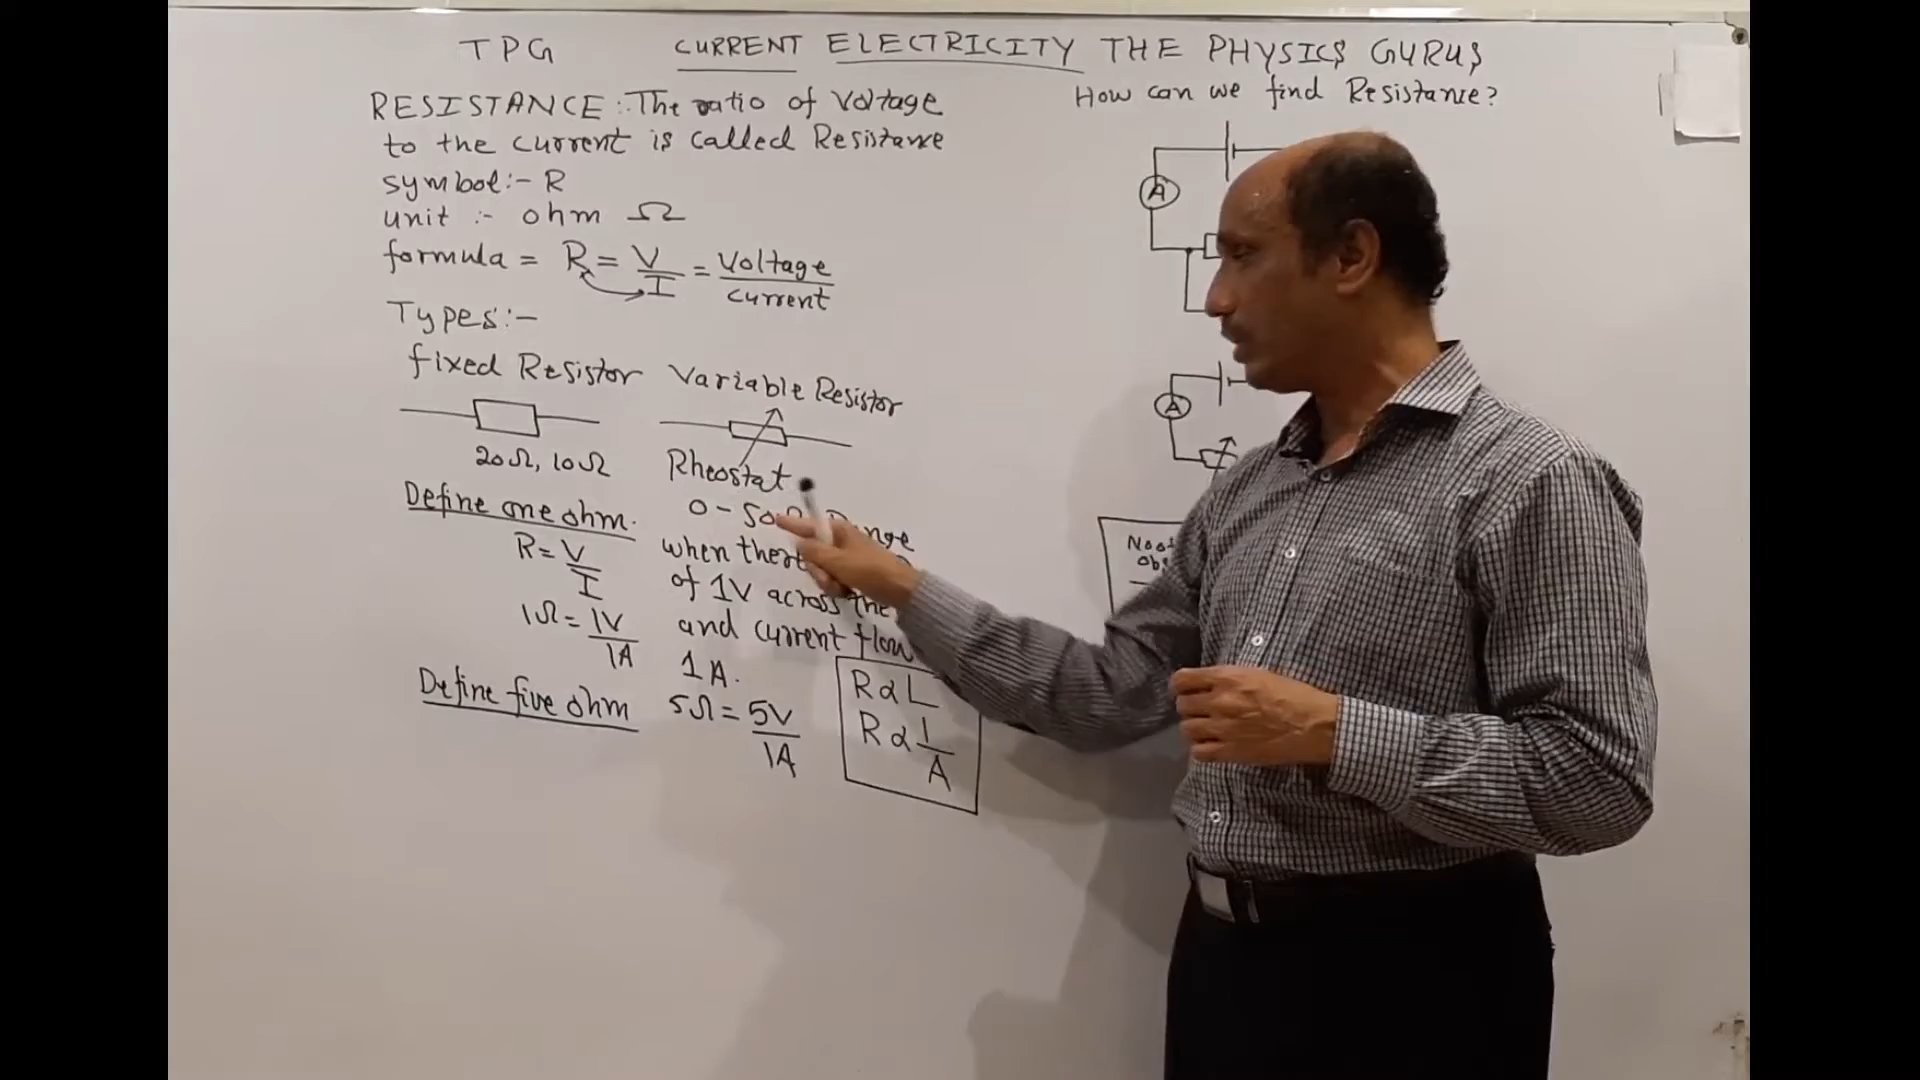 TPG CURRENT ELECTRICITY THE PHYSICS GURUS
RESISTANCE: The ratio of Voltage
to the current is called Resistance
symbol:- R
unit :- ohm Ω
formula = R = V/I = Voltage/current
Types:-
fixed Resistor Variable Resistor
20Ω, 10Ω
Rheostat
0-50Ω
Define one ohm.
R = V/I
1Ω = 1V/1A
when there
of 1V across the
and current flow
1A.
Define five ohm
5Ω = 5V/1A
R α L
R α 1/A
How can we find Resistance?
A
A
No of